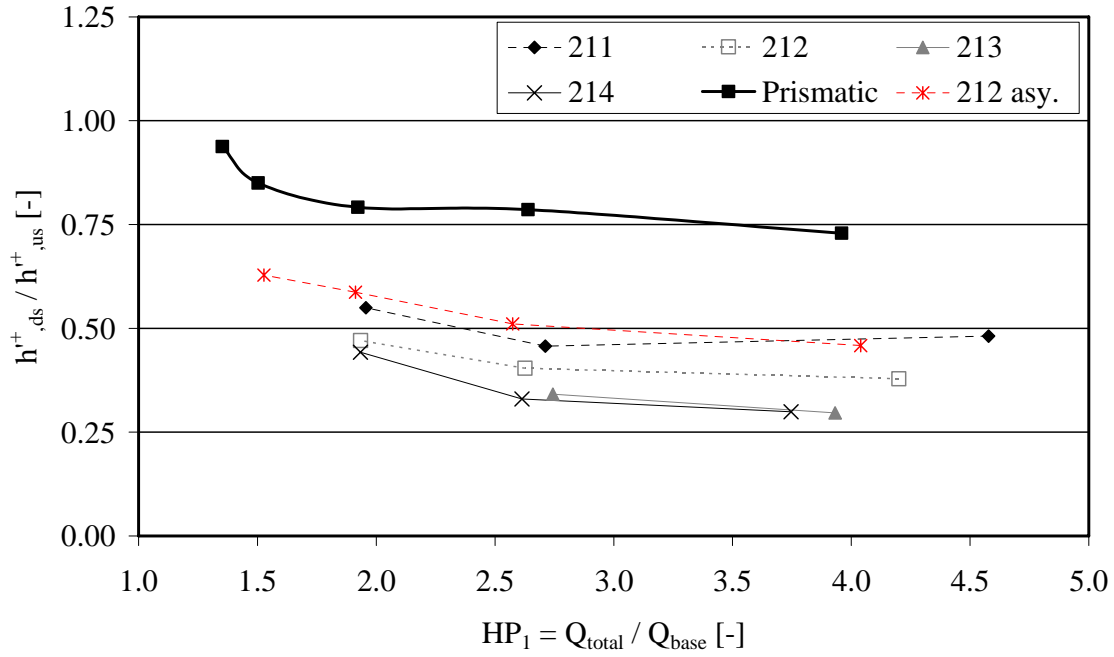 1.25
1.00
0.75
0.50
0.25
0.00
h'⁺,ds / h'⁺,us [-]
211 212 213
214 Prismatic 212 asy.
1.0 1.5 2.0 2.5 3.0 3.5 4.0 4.5 5.0
HP₁ = Q_total / Q_base [-]